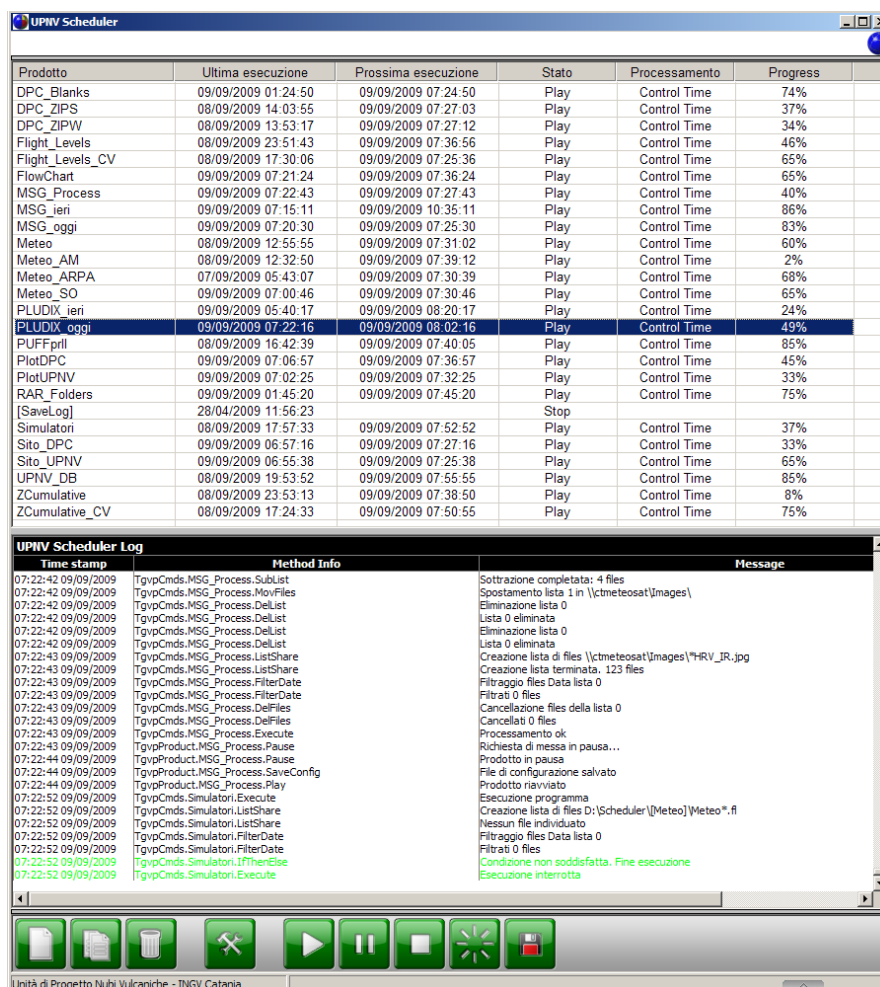 UPNV Scheduler
Prodotto Ultima esecuzione Prossima esecuzione Stato Processamento Progress
DPC_Blanks 09/09/2009 01:24:50 09/09/2009 07:24:50 Play Control Time 74%
DPC_ZIPS 08/09/2009 14:03:55 09/09/2009 07:27:03 Play Control Time 37%
DPC_ZIPW 08/09/2009 13:53:17 09/09/2009 07:27:12 Play Control Time 34%
Flight_Levels 08/09/2009 23:51:43 09/09/2009 07:36:56 Play Control Time 46%
Flight_Levels_CV 08/09/2009 17:30:06 09/09/2009 07:25:36 Play Control Time 65%
FlowChart 09/09/2009 07:21:24 09/09/2009 07:36:24 Play Control Time 65%
MSG_Process 09/09/2009 07:22:43 09/09/2009 07:27:43 Play Control Time 40%
MSG_ieri 09/09/2009 07:15:11 09/09/2009 10:35:11 Play Control Time 86%
MSG_oggi 09/09/2009 07:20:30 09/09/2009 07:25:30 Play Control Time 83%
Meteo 08/09/2009 12:55:55 09/09/2009 07:31:02 Play Control Time 60%
Meteo_AM 08/09/2009 12:32:50 09/09/2009 07:39:12 Play Control Time 2%
Meteo_ARPA 07/09/2009 05:43:07 09/09/2009 07:30:39 Play Control Time 68%
Meteo_SO 09/09/2009 07:00:46 09/09/2009 07:30:46 Play Control Time 65%
PLUDIX_ieri 09/09/2009 05:40:17 09/09/2009 08:20:17 Play Control Time 24%
PLUDIX_oggi 09/09/2009 07:22:16 09/09/2009 08:02:16 Play Control Time 49%
PUFFprll 08/09/2009 16:42:39 09/09/2009 07:40:05 Play Control Time 85%
PlotDPC 09/09/2009 07:06:57 09/09/2009 07:36:57 Play Control Time 45%
PlotUPNV 09/09/2009 07:02:25 09/09/2009 07:32:25 Play Control Time 33%
RAR_Folders 09/09/2009 01:45:20 09/09/2009 07:45:20 Play Control Time 75%
[SaveLog] 28/04/2009 11:56:23 Stop
Simulatori 08/09/2009 17:57:33 09/09/2009 07:52:52 Play Control Time 37%
Sito_DPC 09/09/2009 06:57:16 09/09/2009 07:27:16 Play Control Time 33%
Sito_UPNV 09/09/2009 06:55:38 09/09/2009 07:25:38 Play Control Time 65%
UPNV_DB 08/09/2009 19:53:52 09/09/2009 07:55:55 Play Control Time 85%
ZCumulative 08/09/2009 23:53:13 09/09/2009 07:38:50 Play Control Time 8%
ZCumulative_CV 08/09/2009 17:24:33 09/09/2009 07:50:55 Play Control Time 75%
UPNV Scheduler Log
Time stamp Method Info Message
07:22:42 09/09/2009 TgvpCmds.MSG_Process.SubList Sottrazione completata: 4 files
07:22:42 09/09/2009 TgvpCmds.MSG_Process.MovFiles Spostamento lista 1 in \\ctmeteosat\Images\
07:22:42 09/09/2009 TgvpCmds.MSG_Process.DelList Eliminazione lista 0
07:22:42 09/09/2009 TgvpCmds.MSG_Process.DelList Lista 0 eliminata
07:22:42 09/09/2009 TgvpCmds.MSG_Process.DelList Eliminazione lista 0
07:22:42 09/09/2009 TgvpCmds.MSG_Process.DelList Lista 0 eliminata
07:22:43 09/09/2009 TgvpCmds.MSG_Process.ListShare Creazione lista di files \\ctmeteosat\Images\*HRV_IR.jpg
07:22:43 09/09/2009 TgvpCmds.MSG_Process.ListShare Creazione lista terminata. 123 files
07:22:43 09/09/2009 TgvpCmds.MSG_Process.FilterDate Filtraggio files Data lista 0
07:22:43 09/09/2009 TgvpCmds.MSG_Process.FilterDate Filtrati 0 files
07:22:43 09/09/2009 TgvpCmds.MSG_Process.DelFiles Cancellazione files della lista 0
07:22:43 09/09/2009 TgvpCmds.MSG_Process.DelFiles Cancellati 0 files
07:22:43 09/09/2009 TgvpCmds.MSG_Process.Execute Processamento ok
07:22:43 09/09/2009 TgvpProduct.MSG_Process.Pause Richiesta di messa in pausa...
07:22:44 09/09/2009 TgvpProduct.MSG_Process.Pause Prodotto in pausa
07:22:44 09/09/2009 TgvpProduct.MSG_Process.SaveConfig File di configurazione salvato
07:22:44 09/09/2009 TgvpProduct.MSG_Process.Play Prodotto riavviato
07:22:52 09/09/2009 TgvpCmds.Simulatori.Execute Esecuzione programma
07:22:52 09/09/2009 TgvpCmds.Simulatori.ListShare Creazione lista di files D:\Scheduler\[Meteo]\Meteo*.fl
07:22:52 09/09/2009 TgvpCmds.Simulatori.ListShare Nessun file individuato
07:22:52 09/09/2009 TgvpCmds.Simulatori.FilterDate Filtraggio files Data lista 0
07:22:52 09/09/2009 TgvpCmds.Simulatori.FilterDate Filtrati 0 files
07:22:52 09/09/2009 TgvpCmds.Simulatori.IfThenElse Condizione non soddisfatta. Fine esecuzione
07:22:52 09/09/2009 TgvpCmds.Simulatori.Execute Esecuzione interrotta
Unità di Progetto Nubi Vulcaniche - INGV Catania